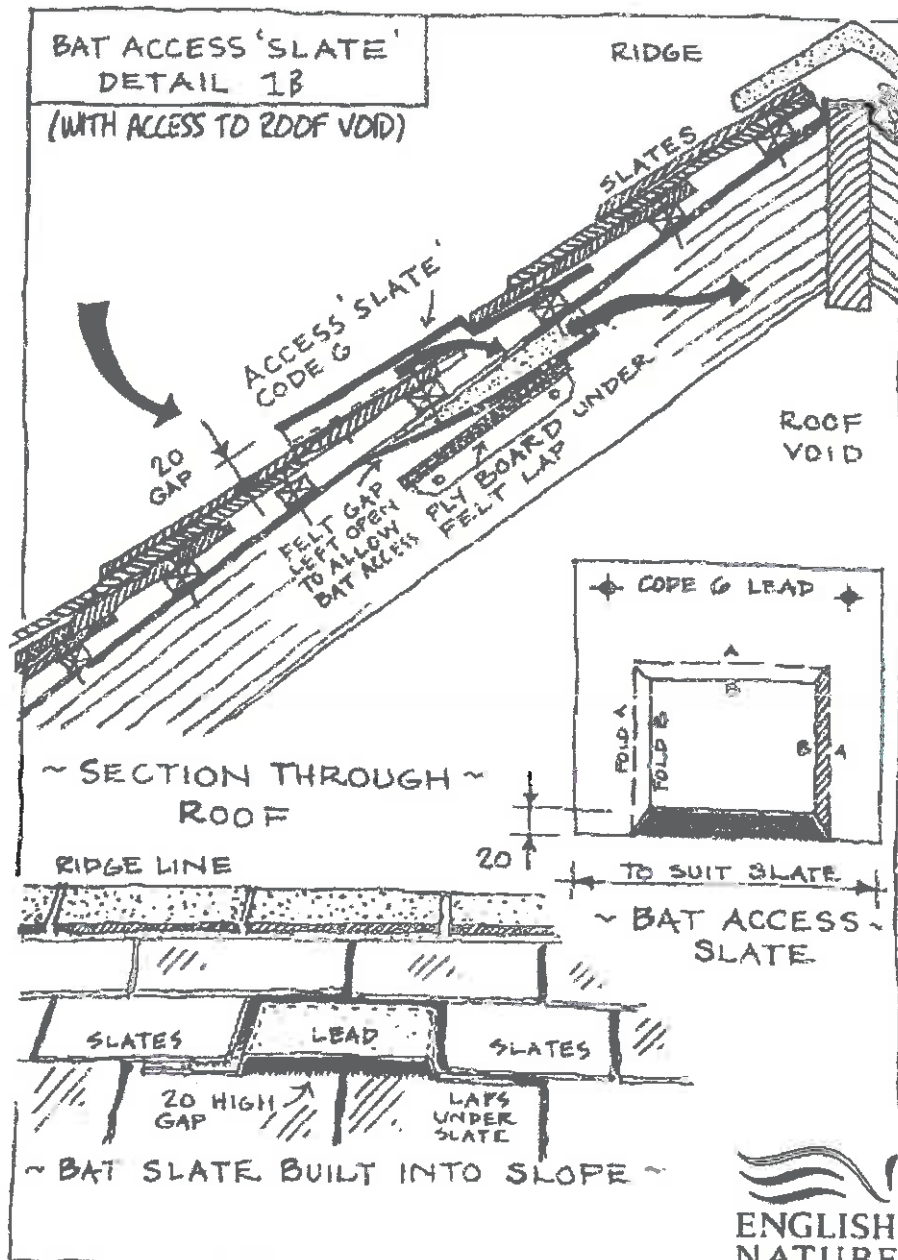 BAT ACCESS 'SLATE'
DETAIL 1B
(WITH ACCESS TO ROOF VOID)
RIDGE
SLATES
ACCESS 'SLATE'
CODE 6
20
GAP
FELT GAP
LEFT OPEN
TO ALLOW
BAT ACCESS
PLY BOARD UNDER
FELT LAP
ROOF
VOID
~ SECTION THROUGH ~
ROOF
CODE 6 LEAD
A
B
FOLD A
FOLD B
B
A
20
TO SUIT SLATE
~ BAT ACCESS ~
SLATE
RIDGE LINE
SLATES
LEAD
SLATES
20 HIGH
GAP
LAPS
UNDER
SLATE
~ BAT SLATE BUILT INTO SLOPE ~
ENGLISH
NATURE